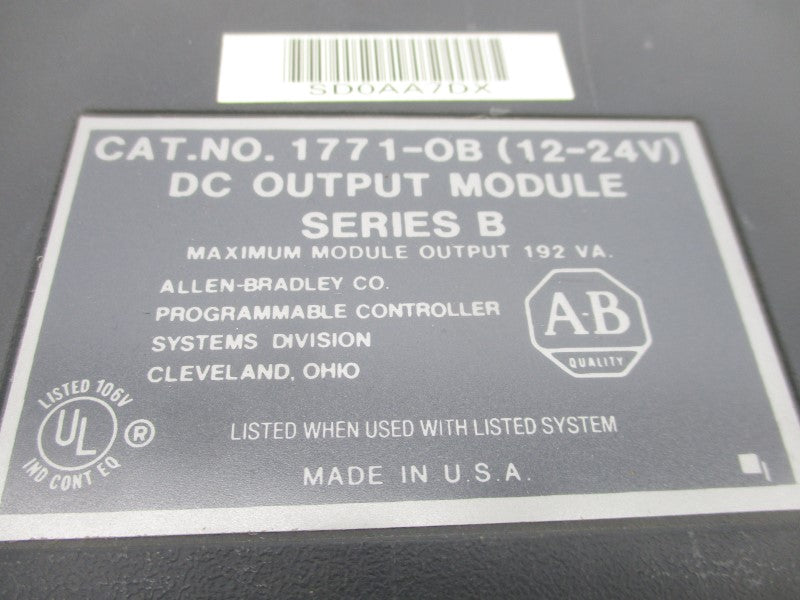 SD0AA7DX
CAT.NO. 1771-OB (12-24V)
DC OUTPUT MODULE
SERIES B
MAXIMUM MODULE OUTPUT 192 VA.
ALLEN-BRADLEY CO.
PROGRAMMABLE CONTROLLER
SYSTEMS DIVISION
CLEVELAND, OHIO
A-B
QUALITY
LISTED 106V
UL ®
IND CONT EQ
LISTED WHEN USED WITH LISTED SYSTEM
MADE IN U.S.A.